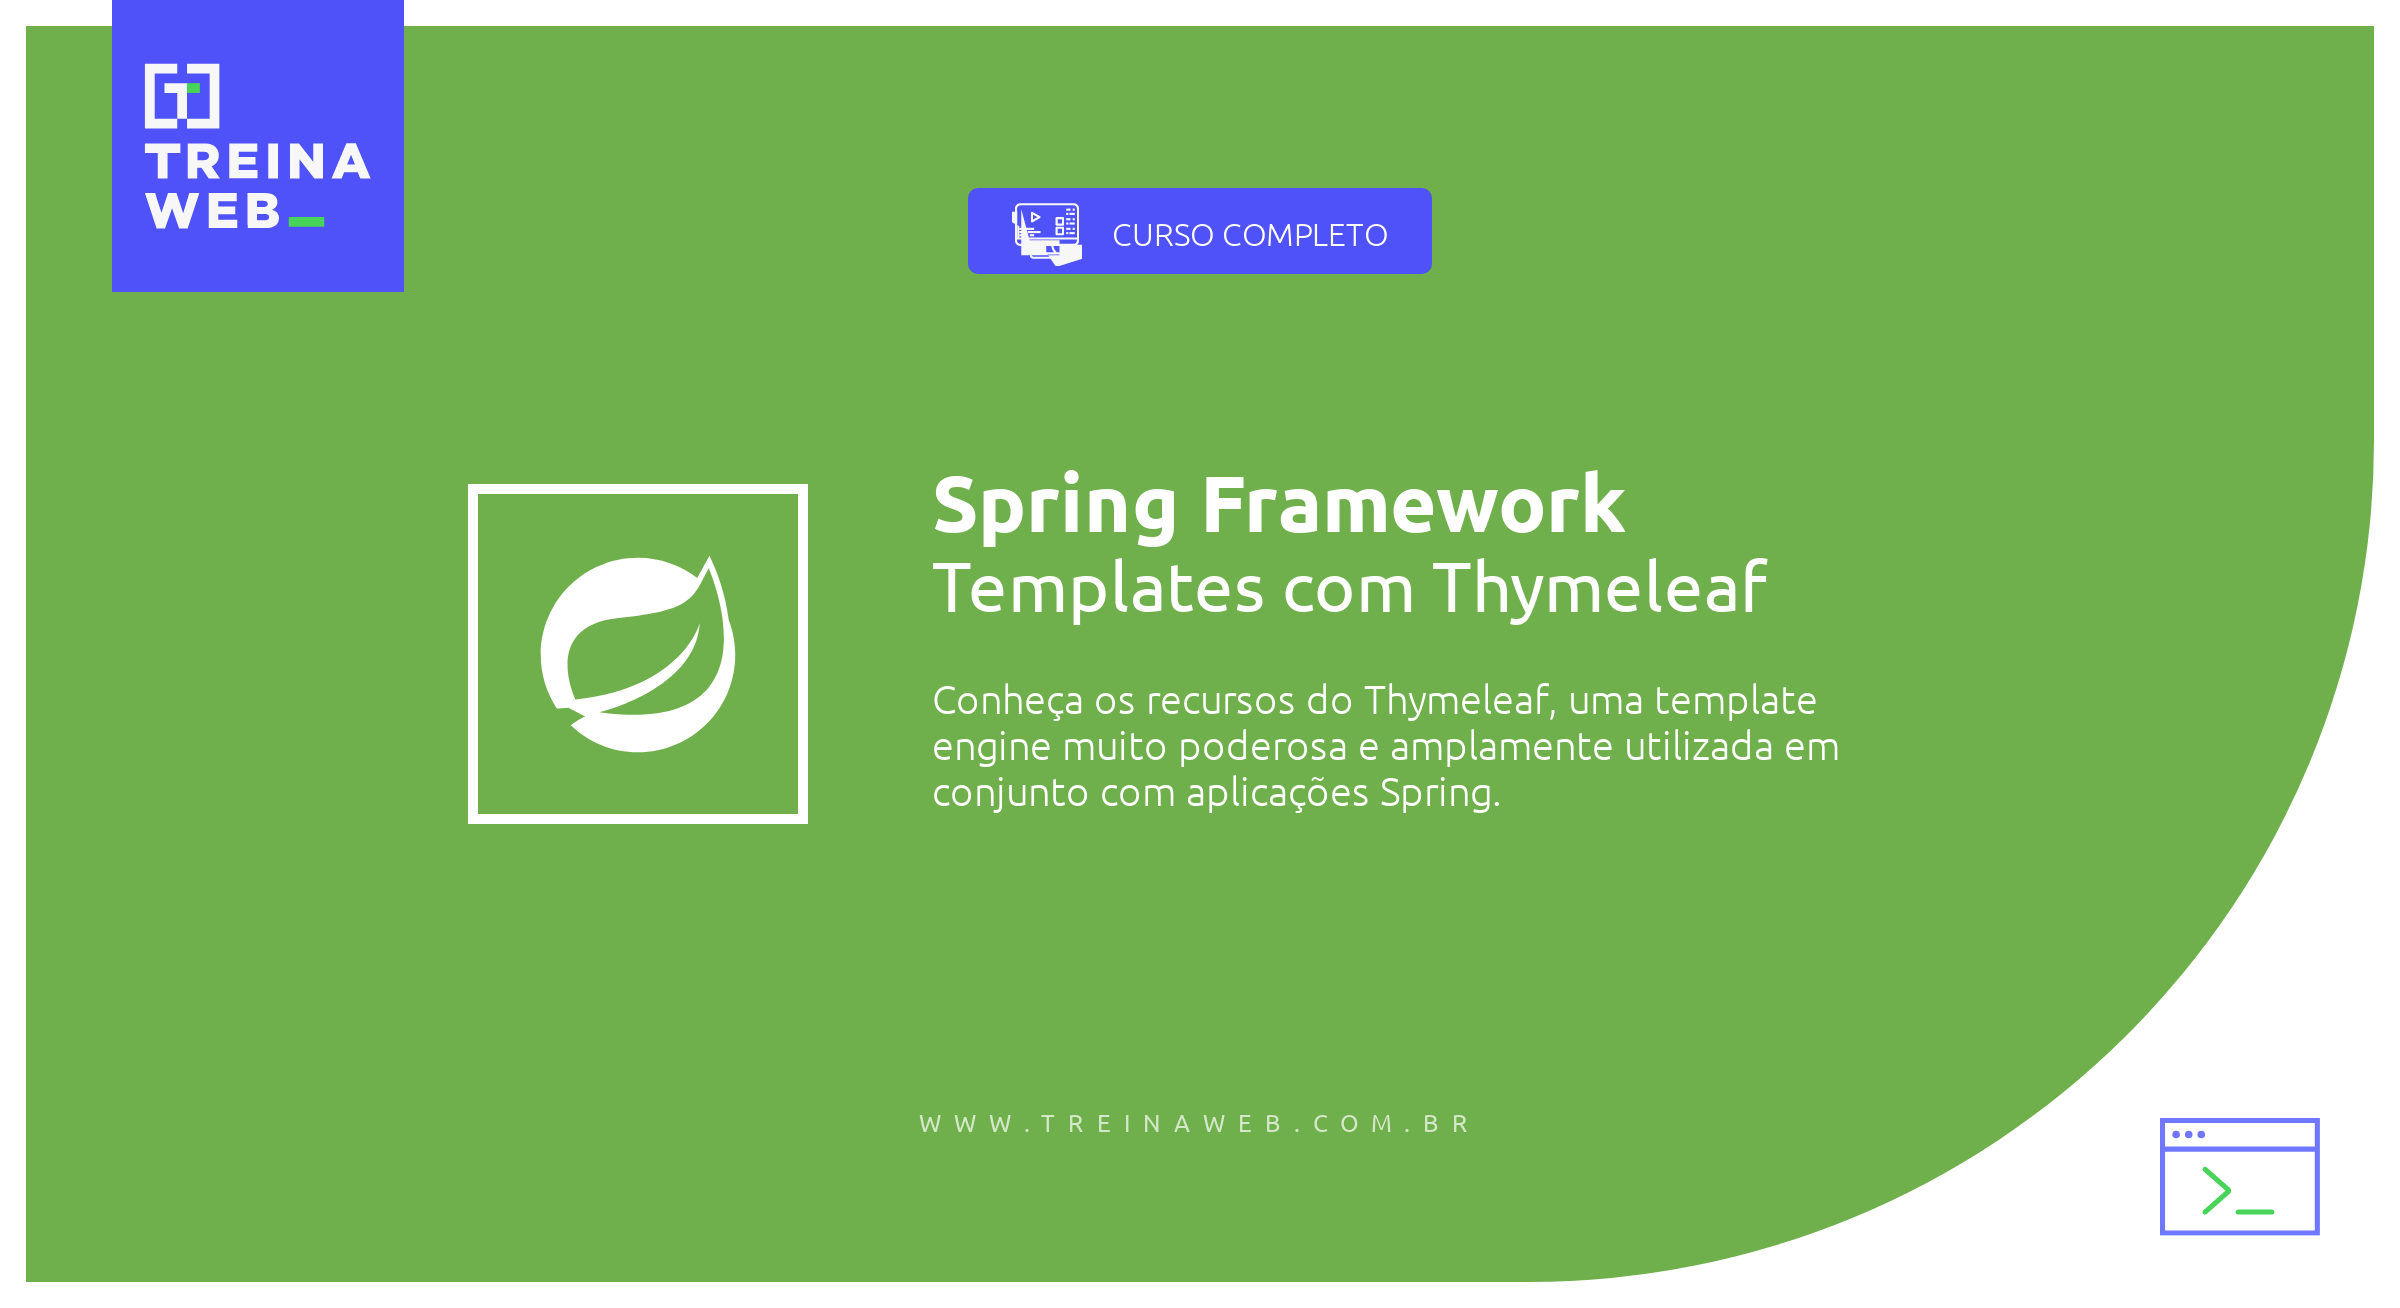 TREINA
WEB_
CURSO COMPLETO
Spring Framework
Templates com Thymeleaf
Conheça os recursos do Thymeleaf, uma template
engine muito poderosa e amplamente utilizada em
conjunto com aplicações Spring.
WWW.TREINAWEB.COM.BR